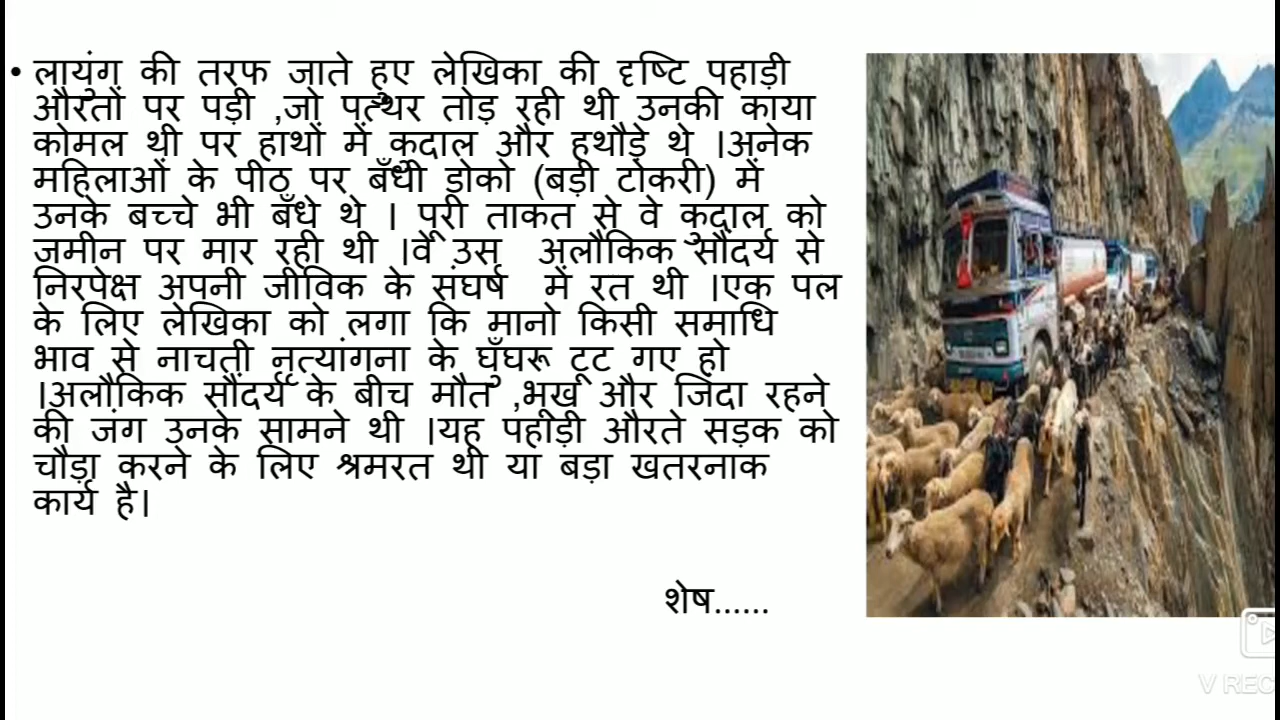 • लायुंग की तरफ जाते हुए लेखिका की दृष्टि पहाड़ी
औरतों पर पड़ी ,जो पत्थर तोड़ रही थी उनकी काया
कोमल थी पर हाथों में कुदाल और हथौड़े थे ।अनेक
महिलाओं के पीठ पर बँधी डोको (बड़ी टोकरी) में
उनके बच्चे भी बँधे थे । पूरी ताकत से वे कुदाल को
जमीन पर मार रही थी ।वे उस अलौकिक सौंदर्य से
निरपेक्ष अपनी जीविक के संघर्ष में रत थी ।एक पल
के लिए लेखिका को लगा कि मानो किसी समाधि
भाव से नाचती नृत्यांगना के घुँघरू टूट गए हो
।अलौकिक सौंदर्य के बीच मौत ,भूख और जिंदा रहने
की जंग उनके सामने थी ।यह पहाड़ी औरते सड़क को
चौड़ा करने के लिए श्रमरत थी या बड़ा खतरनाक
कार्य है।
शेष......
V REC